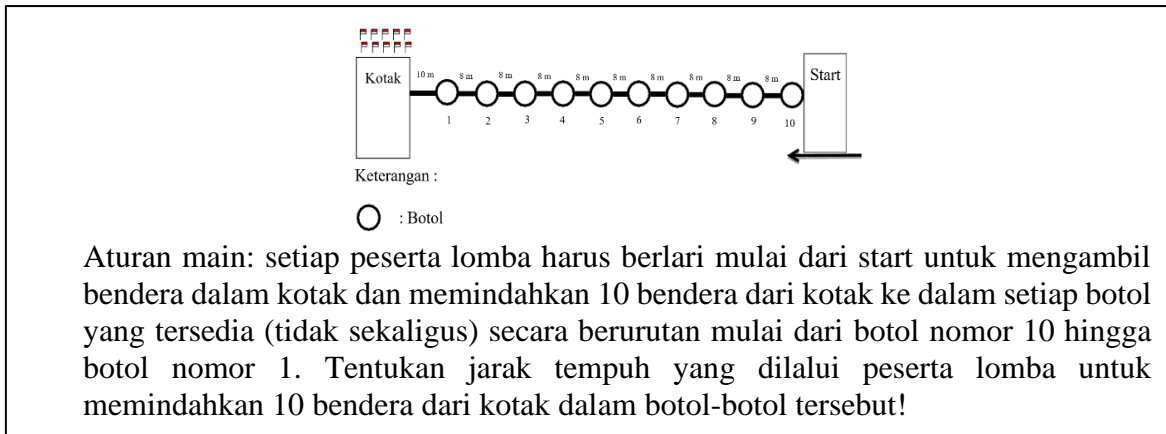 Kotak
10 m
8 m
8 m
8 m
8 m
8 m
8 m
8 m
8 m
8 m
Start
1
2
3
4
5
6
7
8
9
10
Keterangan :
: Botol
Aturan main: setiap peserta lomba harus berlari mulai dari start untuk mengambil
bendera dalam kotak dan memindahkan 10 bendera dari kotak ke dalam setiap botol
yang tersedia (tidak sekaligus) secara berurutan mulai dari botol nomor 10 hingga
botol nomor 1. Tentukan jarak tempuh yang dilalui peserta lomba untuk
memindahkan 10 bendera dari kotak dalam botol-botol tersebut!